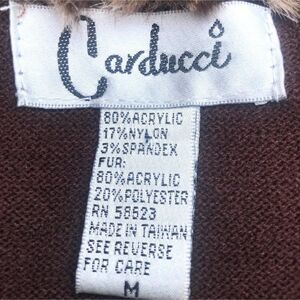 Carducci
80%ACRYLIC
17%NYLON
3%SPANDEX
FUR:
80%ACRYLIC
20%POLYESTER
RN 58523
MADE IN TAIWAN
SEE REVERSE
FOR CARE
M